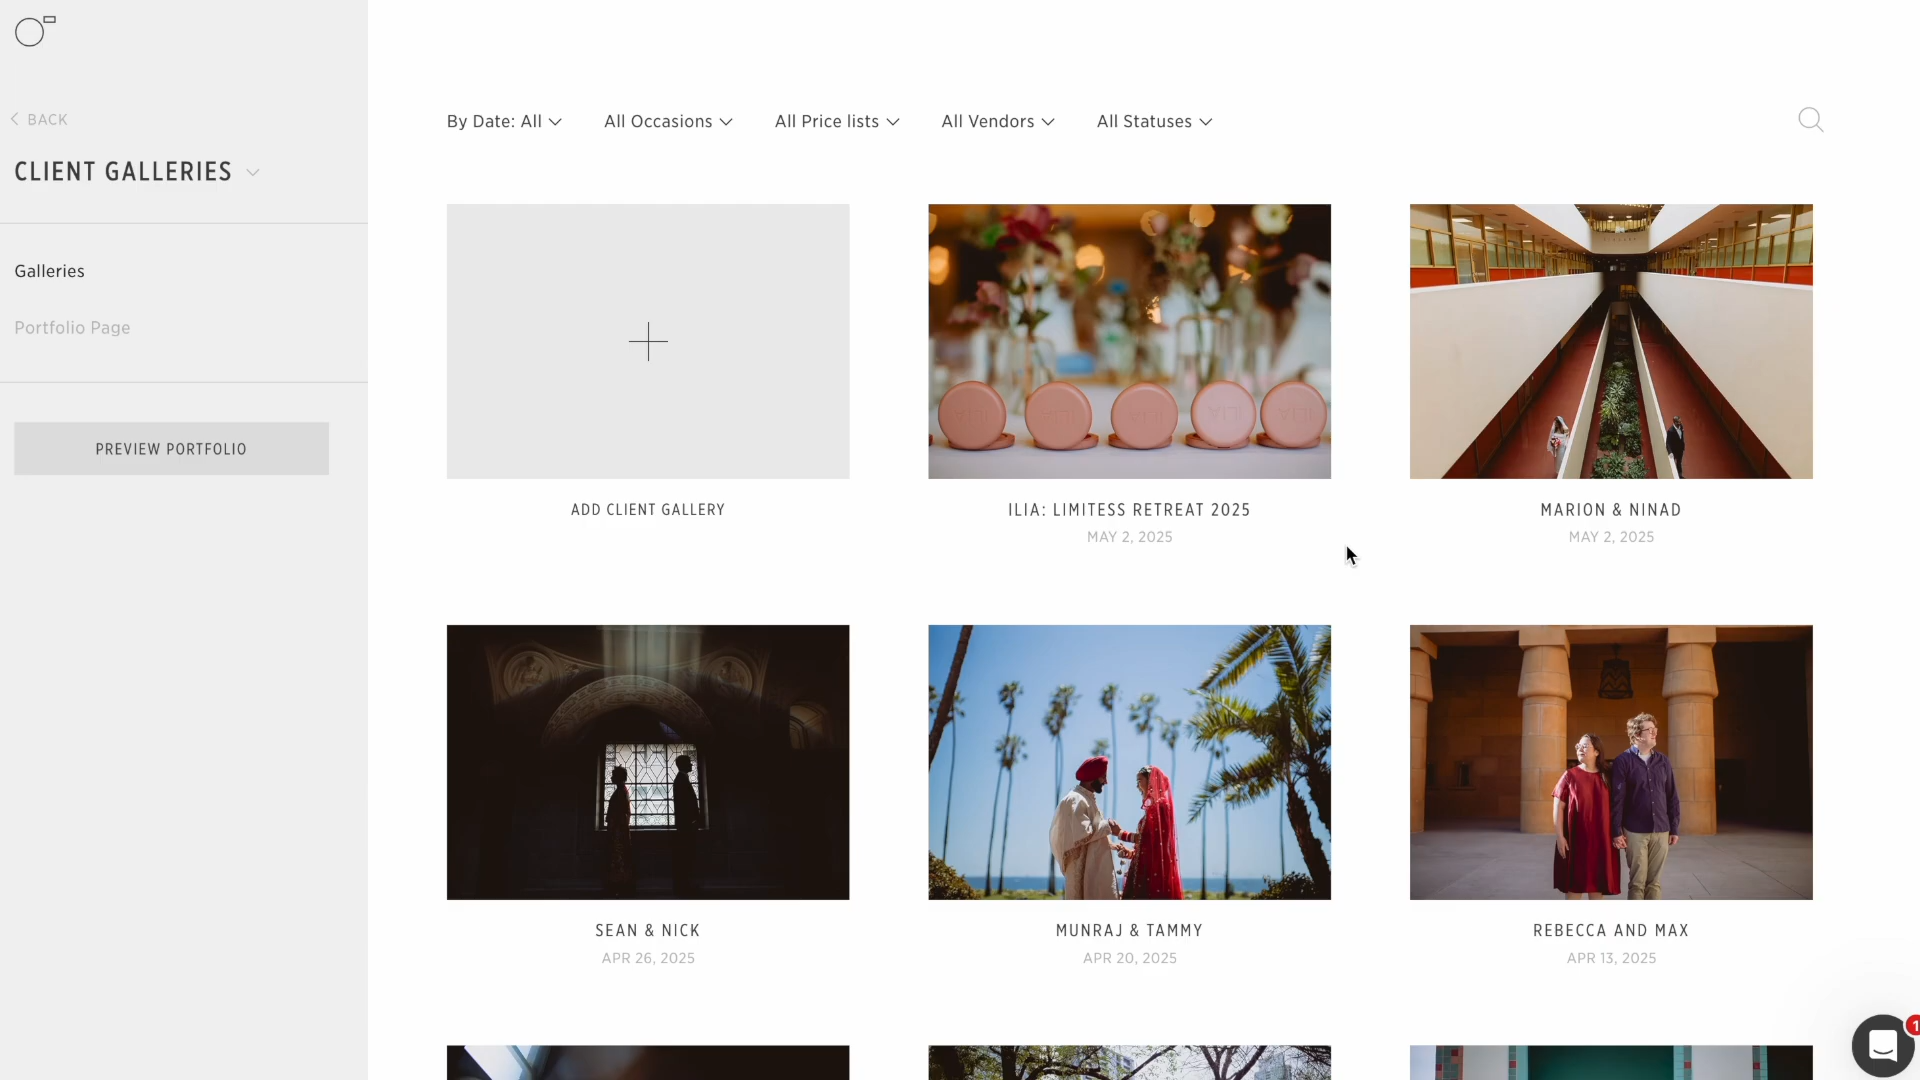 BACK
CLIENT GALLERIES
Galleries
Portfolio Page
PREVIEW PORTFOLIO
By Date: All
All Occasions
All Price lists
All Vendors
All Statuses
ADD CLIENT GALLERY
ILIA: LIMITESS RETREAT 2025
MAY 2, 2025
MARION & NINAD
MAY 2, 2025
SEAN & NICK
APR 26, 2025
MUNRAJ & TAMMY
APR 20, 2025
REBECCA AND MAX
APR 13, 2025
1